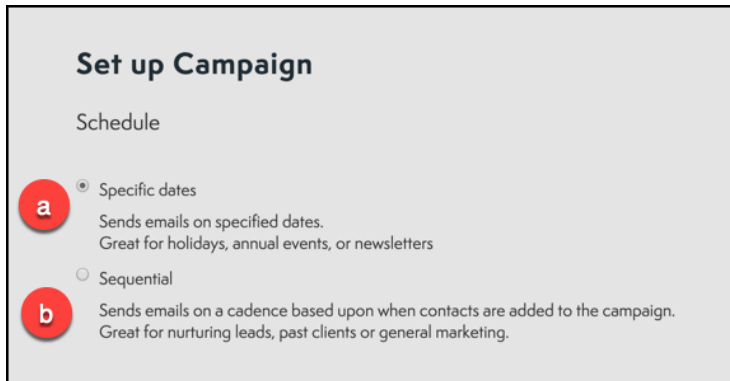 Set up Campaign
Schedule
a
Specific dates
Sends emails on specified dates.
Great for holidays, annual events, or newsletters
Sequential
b
Sends emails on a cadence based upon when contacts are added to the campaign.
Great for nurturing leads, past clients or general marketing.